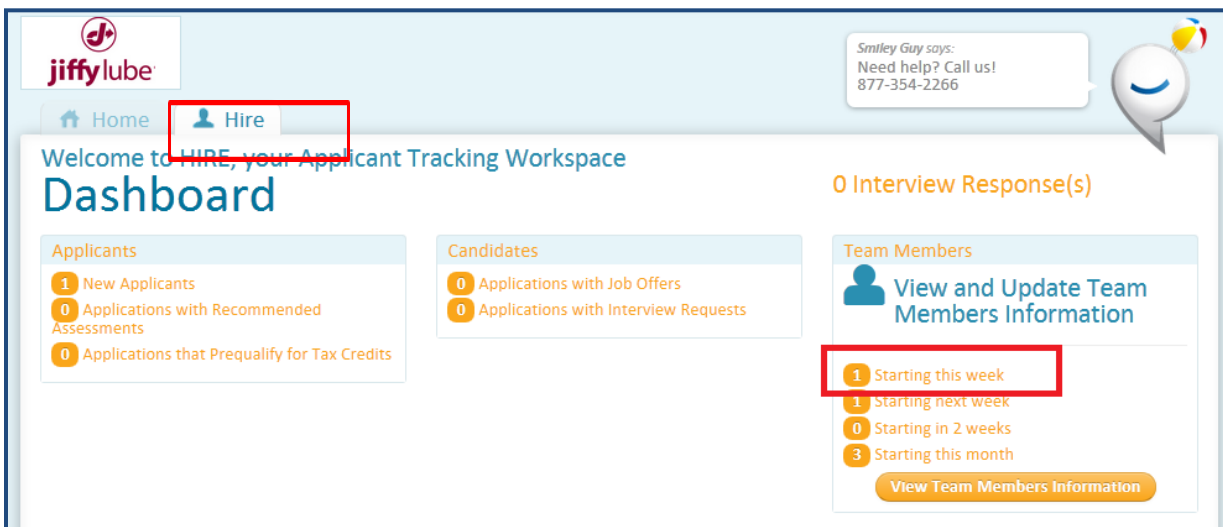 jiffylube
Smiley Guy says:
Need help? Call us!
877-354-2266
Home
Hire
Welcome to HIRE, your Applicant Tracking Workspace
Dashboard
0 Interview Response(s)
Applicants
1 New Applicants
0 Applications with Recommended
Assessments
0 Applications that Prequalify for Tax Credits
Candidates
0 Applications with Job Offers
0 Applications with Interview Requests
Team Members
View and Update Team
Members Information
1 Starting this week
1 Starting next week
0 Starting in 2 weeks
3 Starting this month
View Team Members Information